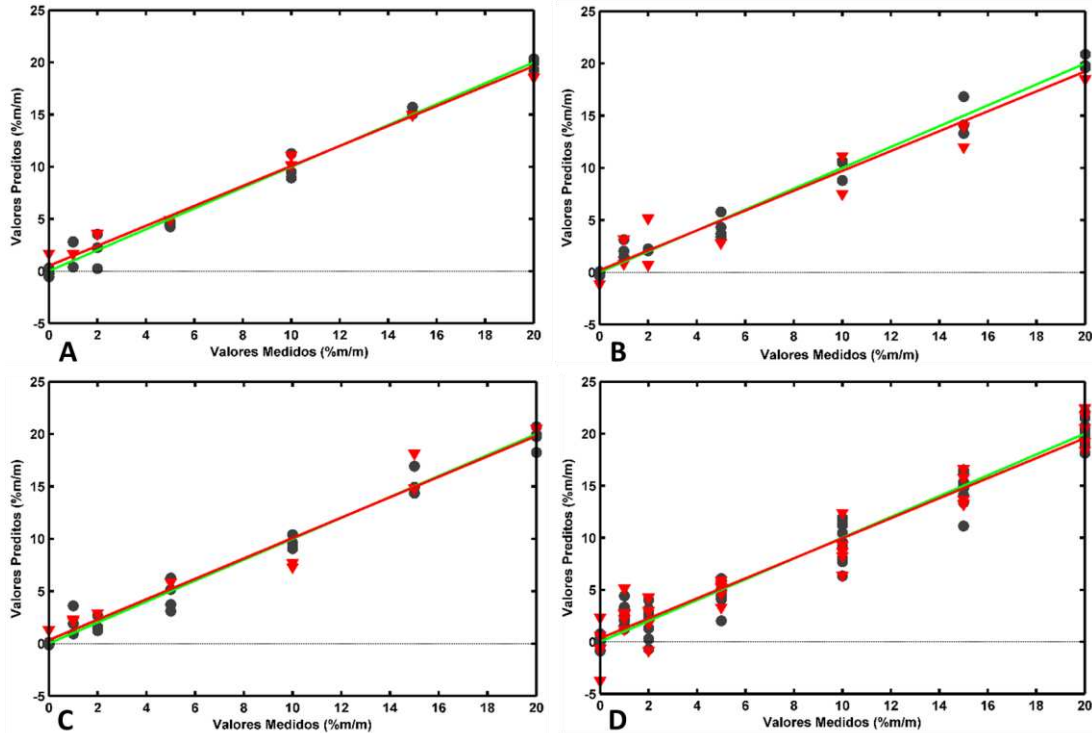 25
20
15
10
5
0
-5
Valores Preditos (%m/m)
0 2 4 6 8 10 12 14 16 18 20
A Valores Medidos (%m/m)
25
20
15
10
5
0
-5
Valores Preditos (%m/m)
0 2 4 6 8 10 12 14 16 18 20
B Valores Medidos (%m/m)
25
20
15
10
5
0
-5
Valores Preditos (%m/m)
0 2 4 6 8 10 12 14 16 18 20
C Valores Medidos (%m/m)
25
20
15
10
5
0
-5
Valores Preditos (%m/m)
0 2 4 6 8 10 12 14 16 18 20
D Valores Medidos (%m/m)